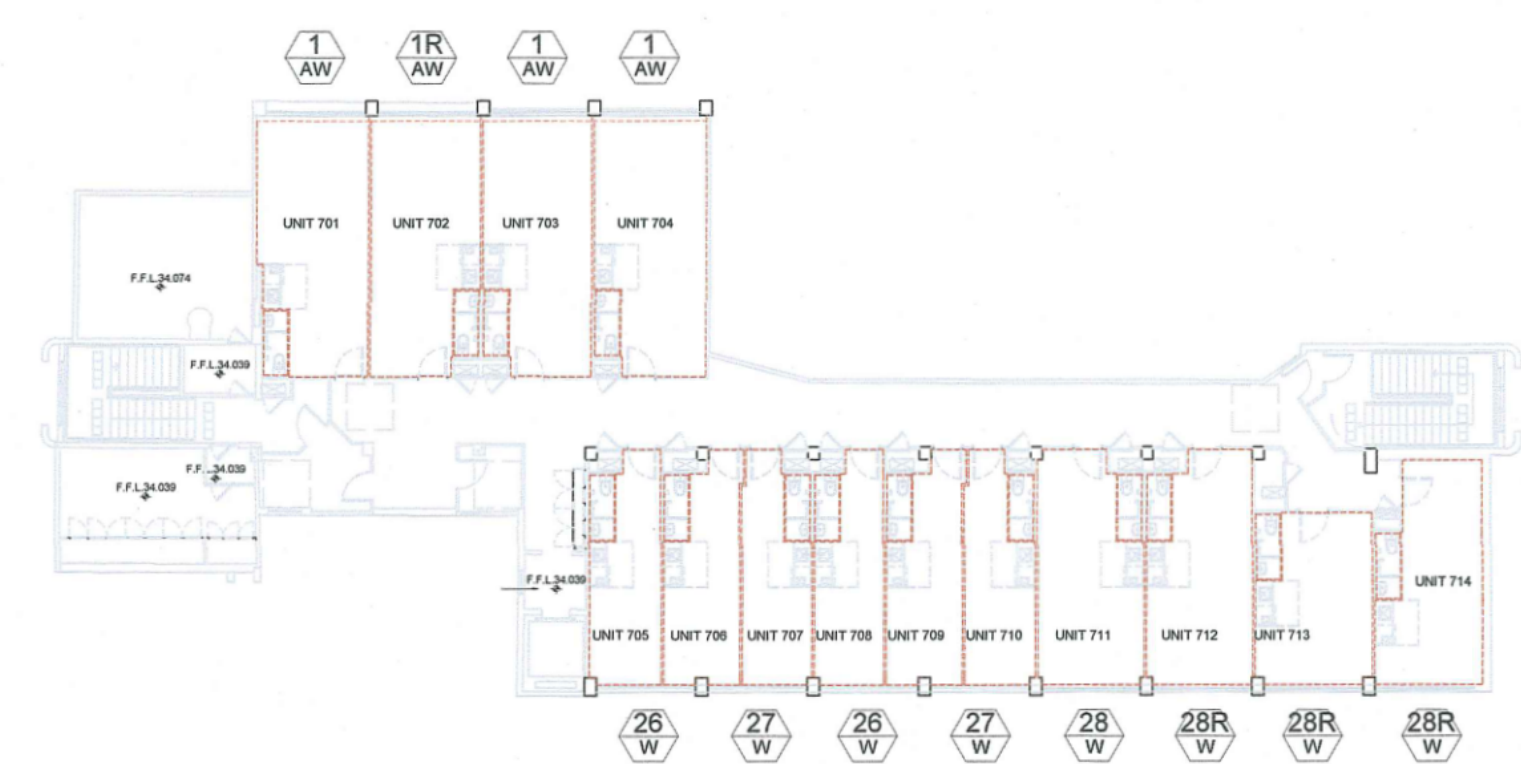 1
AW
1R
AW
1
AW
1
AW
UNIT 701
UNIT 702
UNIT 703
UNIT 704
F.F.L.34.074
F.F.L.34.039
F.F. .34.039
F.F.L.34.039
F.F.L.34.039
UNIT 714
UNIT 705
UNIT 706
UNIT 707
UNIT 708
UNIT 709
UNIT 710
UNIT 711
UNIT 712
UNIT 713
26
W
27
W
26
W
27
W
28
W
28R
W
28R
W
28R
W